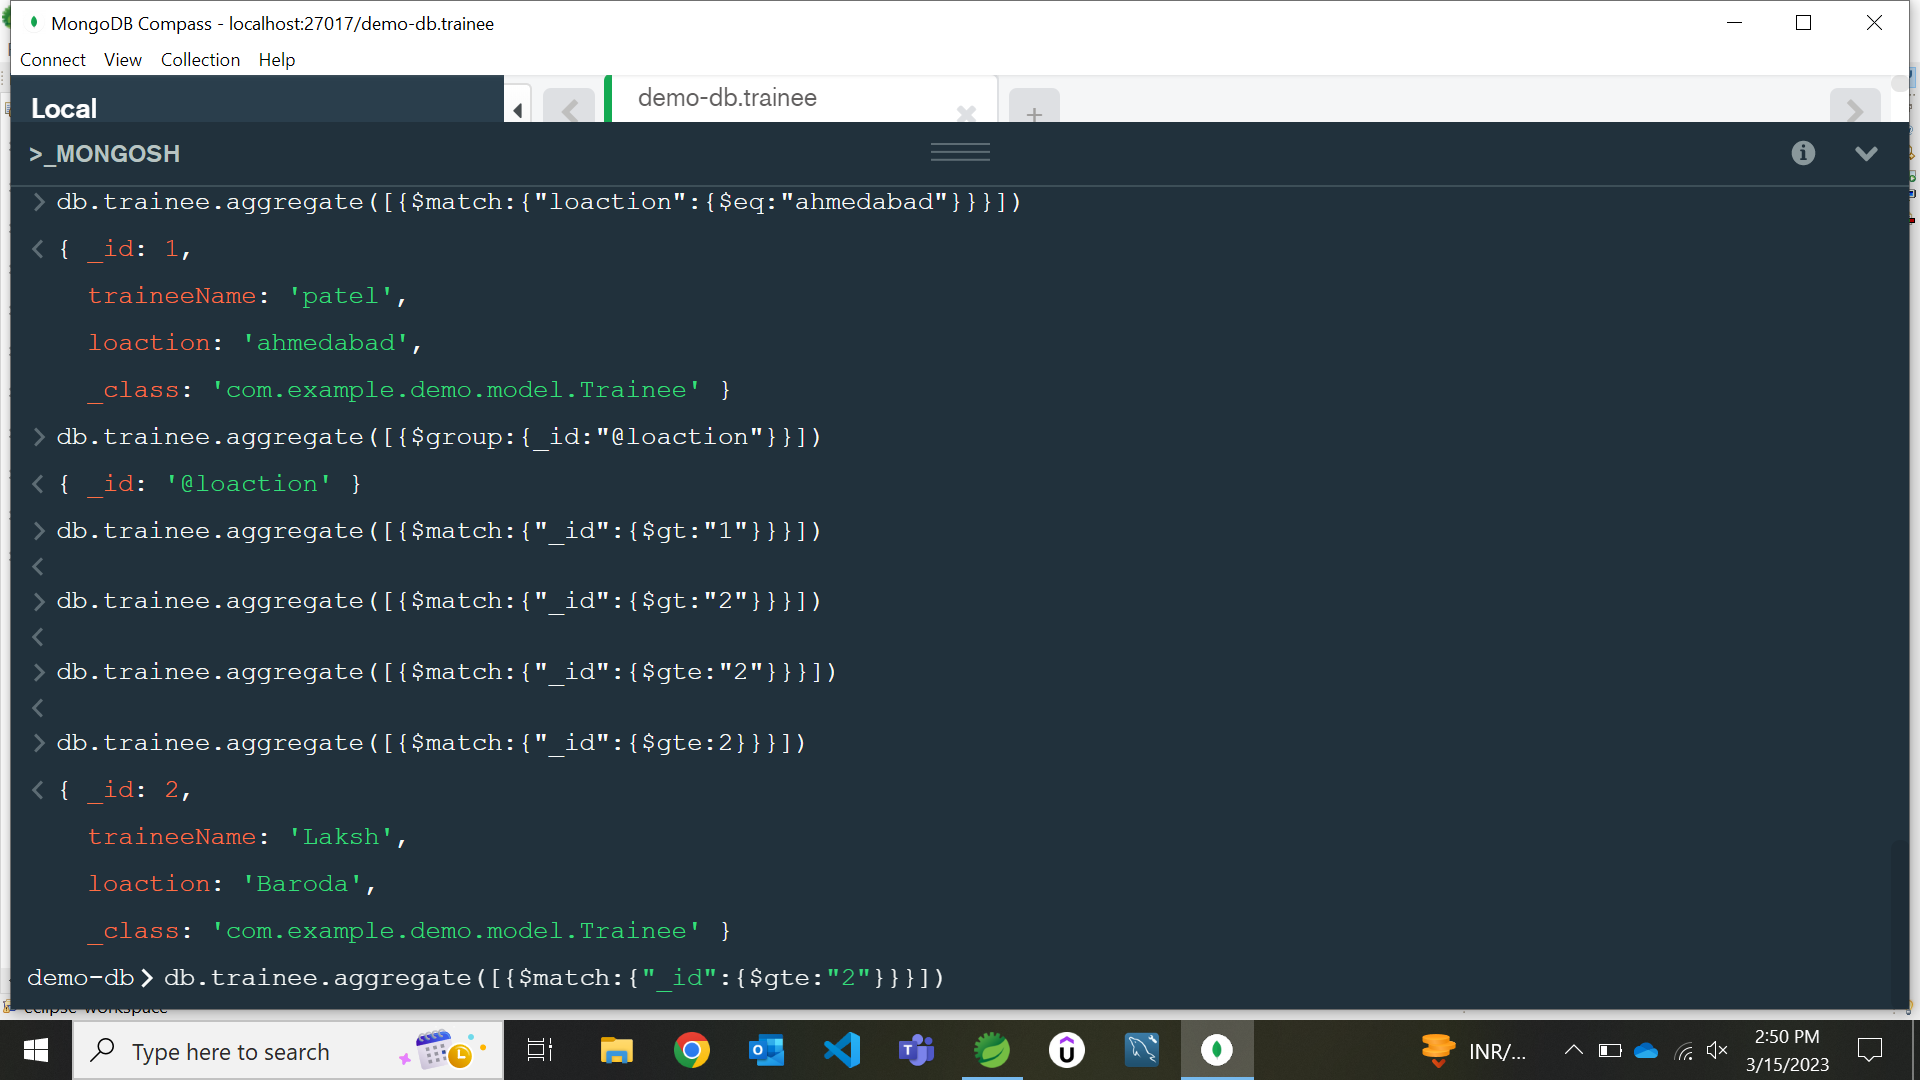 MongoDB Compass - localhost:27017/demo-db.trainee
Connect View Collection Help
Local
demo-db.trainee
>_MONGOSH
db.trainee.aggregate([{$match:{"loaction":{$eq:"ahmedabad"}}}])
{ _id: 1,
traineeName: 'patel',
loaction: 'ahmedabad',
_class: 'com.example.demo.model.Trainee' }
db.trainee.aggregate([{$group:{_id:"@loaction"}}])
{ _id: '@loaction' }
db.trainee.aggregate([{$match:{"_id":{$gt:"1"}}}])
db.trainee.aggregate([{$match:{"_id":{$gt:"2"}}}])
db.trainee.aggregate([{$match:{"_id":{$gte:"2"}}}])
db.trainee.aggregate([{$match:{"_id":{$gte:2}}}])
{ _id: 2,
traineeName: 'Laksh',
loaction: 'Baroda',
_class: 'com.example.demo.model.Trainee' }
demo-db> db.trainee.aggregate([{$match:{"_id":{$gte:"2"}}}])
eclipse-workspace
Type here to search
INR/...
2:50 PM
3/15/2023